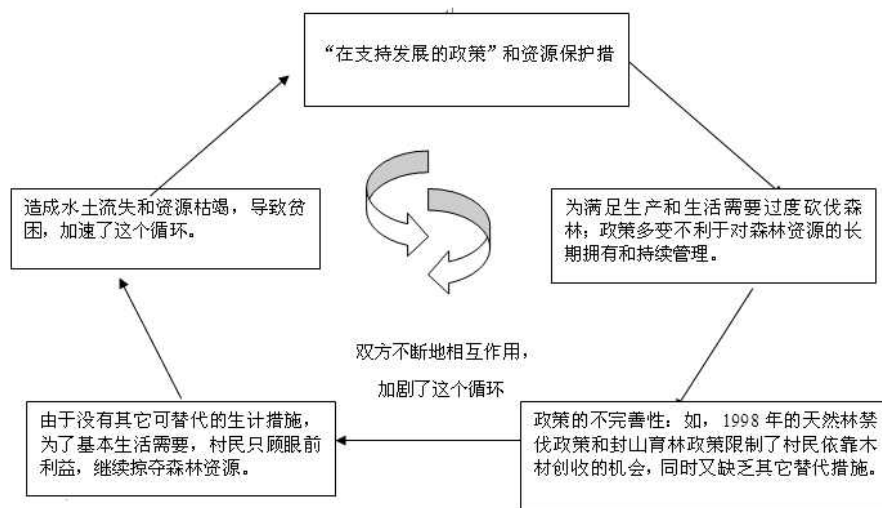 “在支持发展的政策”和资源保护措
造成水土流失和资源枯竭，导致贫
困，加速了这个循环。
为满足生产和生活需要过度砍伐森
林；政策多变不利于对森林资源的长
期拥有和持续管理。
双方不断地相互作用，
加剧了这个循环
由于没有其它可替代的生计措施，
为了基本生活需要，村民只顾眼前
利益，继续掠夺森林资源。
政策的不完善性：如，1998 年的天然林禁
伐政策和封山育林政策限制了村民依靠木
材创收的机会，同时又缺乏其它替代措施。